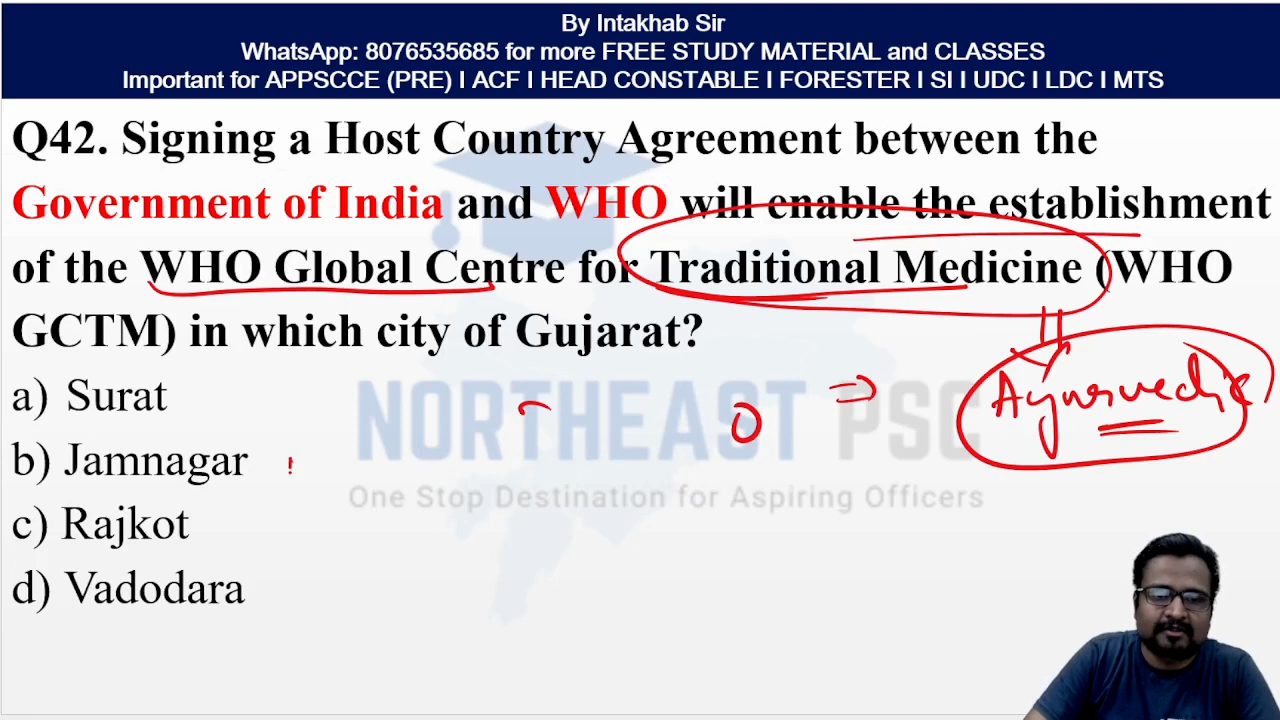 By Intakhab Sir
WhatsApp: 8076535685 for more FREE STUDY MATERIAL and CLASSES
Important for APPSCCE (PRE) I ACF I HEAD CONSTABLE I FORESTER I SI I UDC I LDC I MTS
Q42. Signing a Host Country Agreement between the
Government of India and WHO will enable the establishment
of the WHO Global Centre for Traditional Medicine (WHO
GCTM) in which city of Gujarat?
a) Surat
Ayurvedic
b) Jamnagar
NORTHEAST PSC
One Stop Destination for Aspiring Officers
c) Rajkot
d) Vadodara